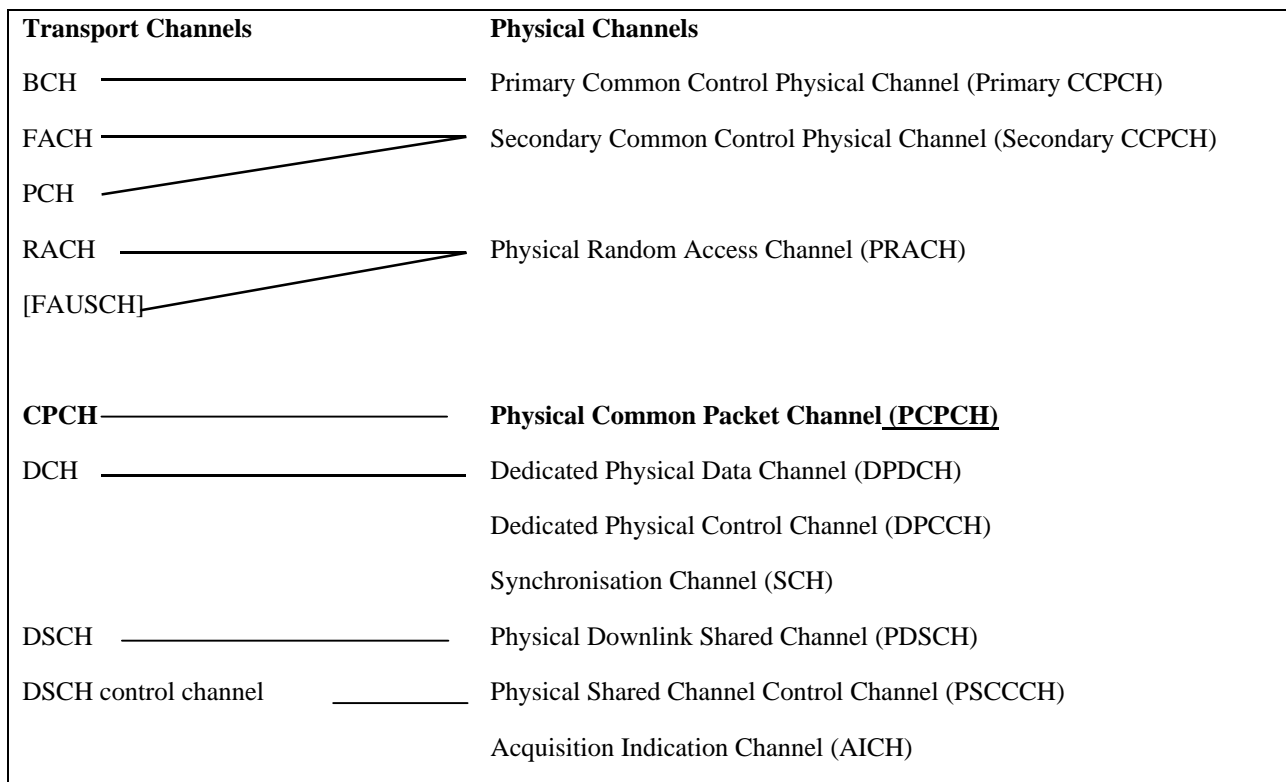 Transport Channels Physical Channels
BCH Primary Common Control Physical Channel (Primary CCPCH)
FACH Secondary Common Control Physical Channel (Secondary CCPCH)
PCH
RACH Physical Random Access Channel (PRACH)
[FAUSCH]
CPCH Physical Common Packet Channel (PCPCH)
DCH Dedicated Physical Data Channel (DPDCH)
Dedicated Physical Control Channel (DPCCH)
Synchronisation Channel (SCH)
DSCH Physical Downlink Shared Channel (PDSCH)
DSCH control channel Physical Shared Channel Control Channel (PSCCCH)
Acquisition Indication Channel (AICH)